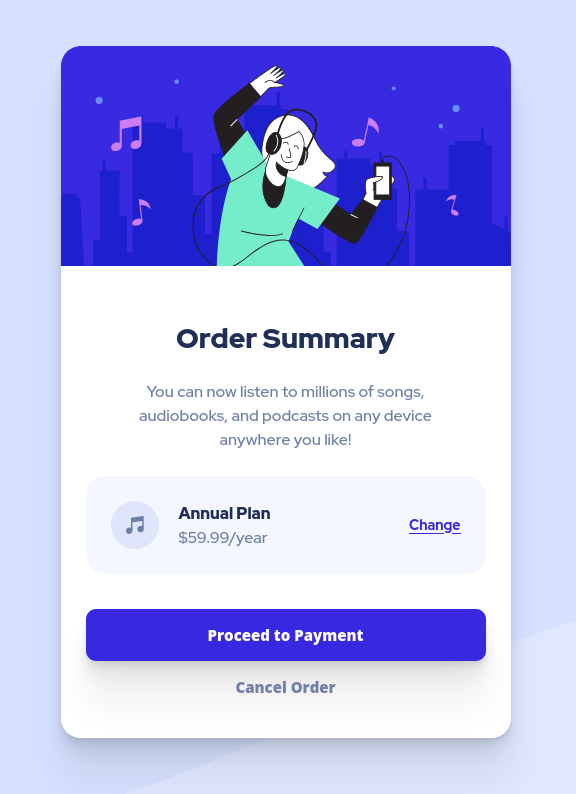 Order Summary
You can now listen to millions of songs,
audiobooks, and podcasts on any device
anywhere you like!
Annual Plan
$59.99/year
Change
Proceed to Payment
Cancel Order